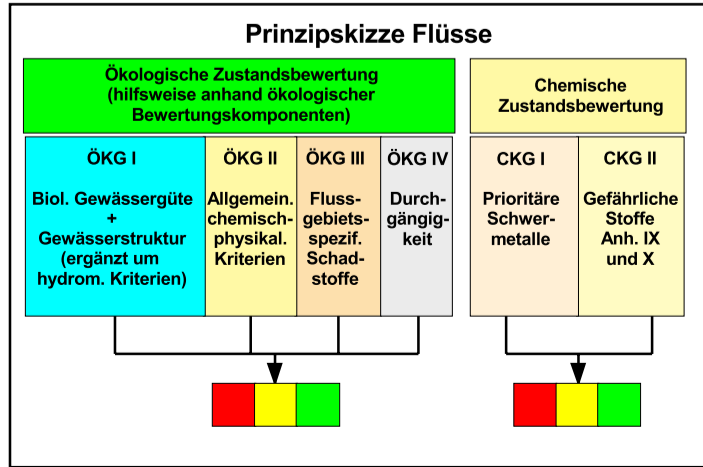 Prinzipskizze Flüsse
Ökologische Zustandsbewertung
(hilfsweise anhand ökologischer
Bewertungskomponenten)
Chemische
Zustandsbewertung
ÖKG I
Biol. Gewässergüte
+
Gewässerstruktur
(ergänzt um
hydrom. Kriterien)
ÖKG II
Allgemein.
chemisch-
physikal.
Kriterien
ÖKG III
Fluss-
gebiets-
spezif.
Schad-
stoffe
ÖKG IV
Durch-
gängig-
keit
CKG I
Prioritäre
Schwer-
metalle
CKG II
Gefährliche
Stoffe
Anh. IX
und X